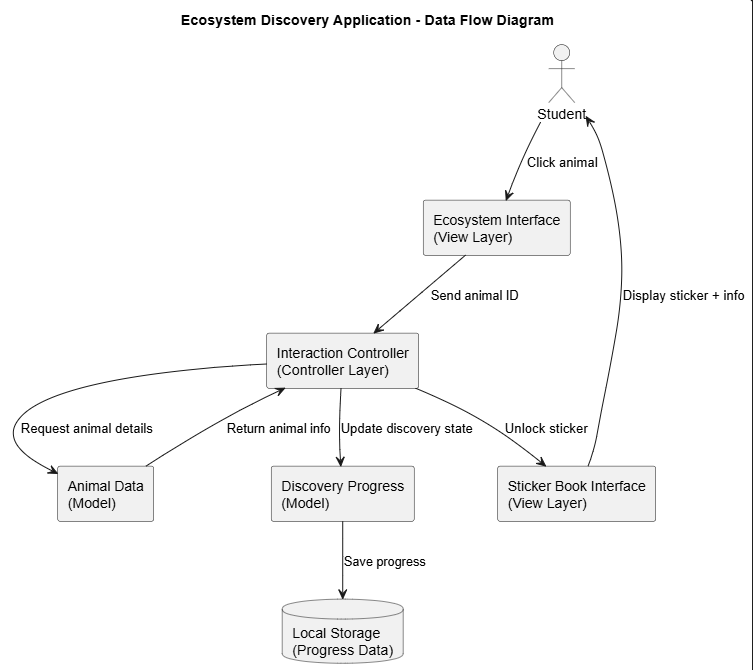 Ecosystem Discovery Application - Data Flow Diagram
Student
Click animal
Ecosystem Interface
(View Layer)
Send animal ID
Display sticker + info
Interaction Controller
(Controller Layer)
Request animal details
Return animal info
Update discovery state
Unlock sticker
Animal Data
(Model)
Discovery Progress
(Model)
Sticker Book Interface
(View Layer)
Save progress
Local Storage
(Progress Data)